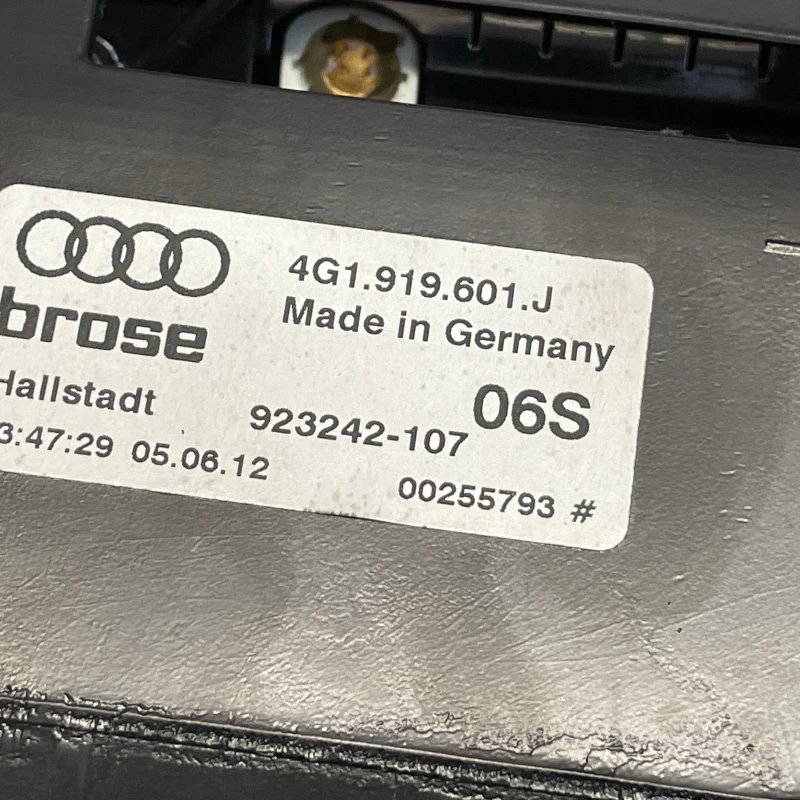 4G1.919.601.J
brose
Made in Germany
Hallstadt
923242-107
06S
3:47:29 05.06.12
00255793 #